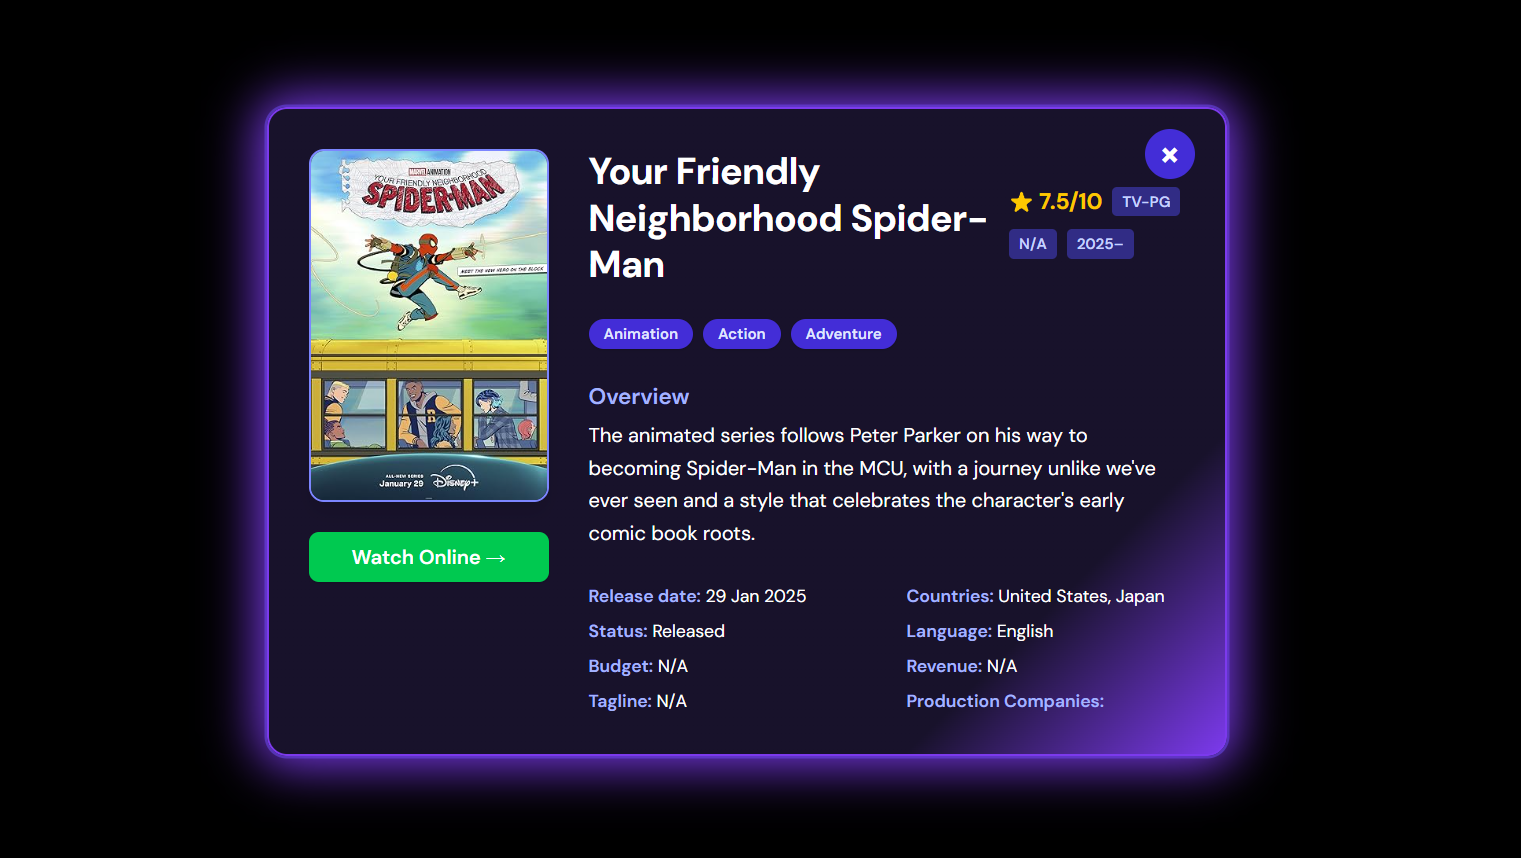 MARVEL ANIMATION
YOUR FRIENDLY NEIGHBORHOOD
SPIDER-MAN
MEET THE NEW HERO ON THE BLOCK
ALL-NEW SERIES
January 29
Disney+
Watch Online →
Your Friendly
Neighborhood Spider-
Man
7.5/10 TV-PG
N/A 2025–
Animation Action Adventure
Overview
The animated series follows Peter Parker on his way to
becoming Spider-Man in the MCU, with a journey unlike we've
ever seen and a style that celebrates the character's early
comic book roots.
Release date: 29 Jan 2025 Countries: United States, Japan
Status: Released Language: English
Budget: N/A Revenue: N/A
Tagline: N/A Production Companies: